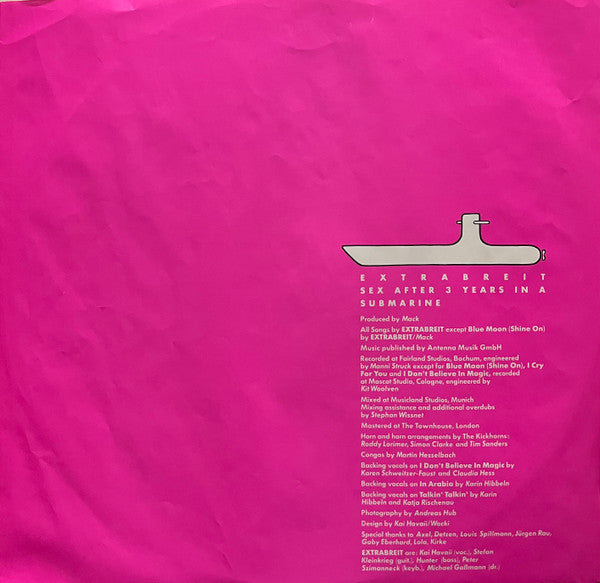 EXTRABREIT
SEX AFTER 3 YEARS IN A
SUBMARINE
Produced by Mack
All Songs by EXTRABREIT except Blue Moon (Shine On)
by EXTRABREIT/Mack
Music published by Antenna Musik GmbH
Recorded at Fairland Studios, Bochum, engineered
by Manni Struck except for Blue Moon (Shine On), I Cry
For You and I Don't Believe In Magic, recorded
at Mascot Studio, Cologne, engineered by
Kit Woolven
Mixed at Musicland Studios, Munich
Mixing assistance and additional overdubs
by Stephan Wissnet
Mastered at The Townhouse, London
Horn and horn arrangements by The Kickhorns:
Roddy Lorimer, Simon Clarke and Tim Sanders
Congas by Martin Hesselbach
Backing vocals on I Don't Believe In Magic by
Karen Schweitzer-Faust and Claudia Hess
Backing vocals on In Arabia by Karin Hibbeln
Backing vocals on Talkin' Talkin' by Karin
Hibbeln and Katja Rischenau
Photography by Andreas Hub
Design by Kai Havaii/Wacki
Special thanks to Axel, Detzen, Louis Spillmann, Jürgen Rau,
Gaby Eberhard, Lola, Kirke
EXTRABREIT are: Kai Havaii (voc.), Stefan
Kleinkrieg (guit.), Hunter (bass), Peter
Szimanneck (keyb.), Michael Gaßmann (dr.)